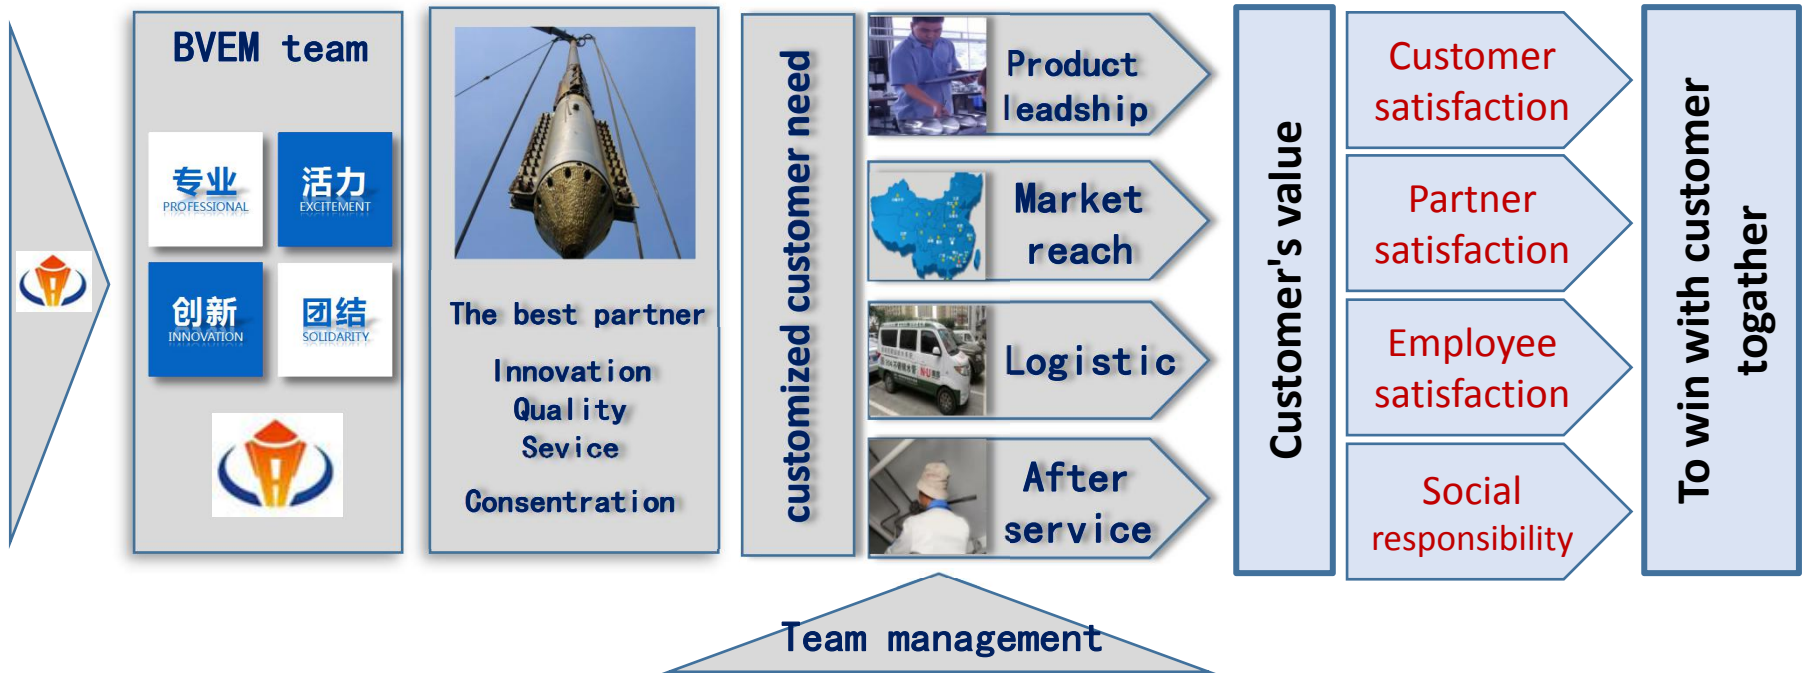 BVEM team
专业
PROFESSIONAL
活力
EXCITEMENT
创新
INNOVATION
团结
SOLIDARITY
The best partner
Innovation
Quality
Sevice
Consentration
customized customer need
Product
leadship
Market
reach
Logistic
After
service
Team management
Customer's value
Customer
satisfaction
Partner
satisfaction
Employee
satisfaction
Social
responsibility
To win with customer
togather